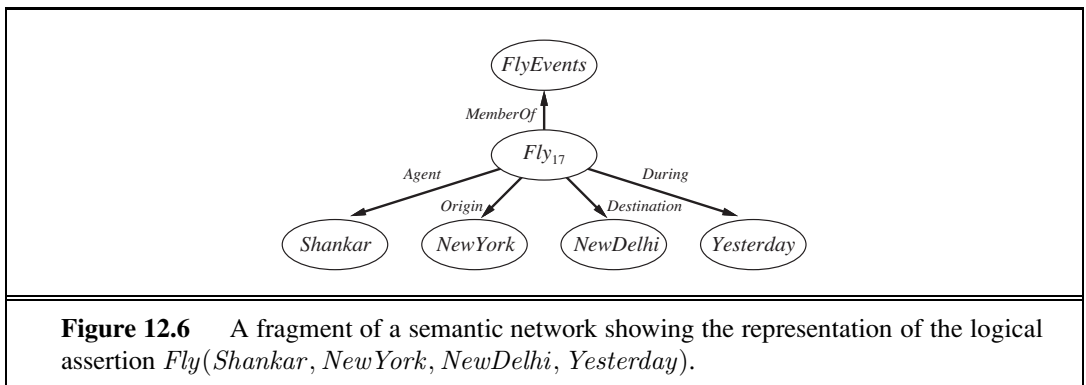 FlyEvents
MemberOf
Fly₁₇
Agent
During
Origin
Destination
Shankar
NewYork
NewDelhi
Yesterday
Figure 12.6 A fragment of a semantic network showing the representation of the logical
assertion Fly(Shankar, NewYork, NewDelhi, Yesterday).